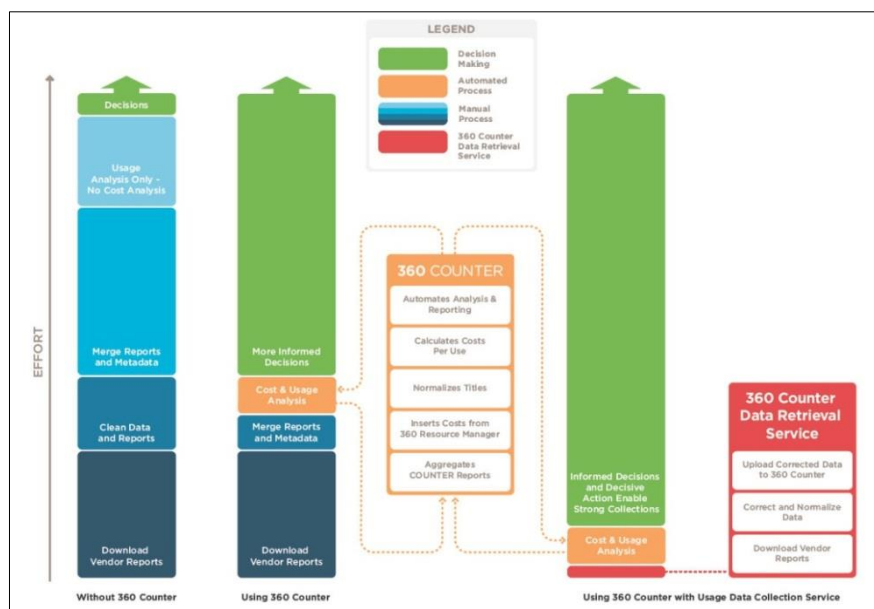 LEGEND
Decision
Making
Automated
Process
Manual
Process
360 Counter
Data Retrieval
Service
EFFORT
Decisions
Usage
Analysis Only –
No Cost Analysis
Merge Reports
and Metadata
Clean Data
and Reports
Download
Vendor Reports
Without 360 Counter
More Informed
Decisions
Cost & Usage
Analysis
Merge Reports
and Metadata
Download
Vendor Reports
Using 360 Counter
360 COUNTER
Automates Analysis &
Reporting
Calculates Costs
Per Use
Normalizes Titles
Inserts Costs from
360 Resource Manager
Aggregates
COUNTER Reports
Informed Decisions
and Decisive
Action Enable
Strong Collections
Cost & Usage
Analysis
360 Counter
Data Retrieval
Service
Upload Corrected Data
to 360 Counter
Correct and Normalize
Data
Download Vendor
Reports
Using 360 Counter with Usage Data Collection Service